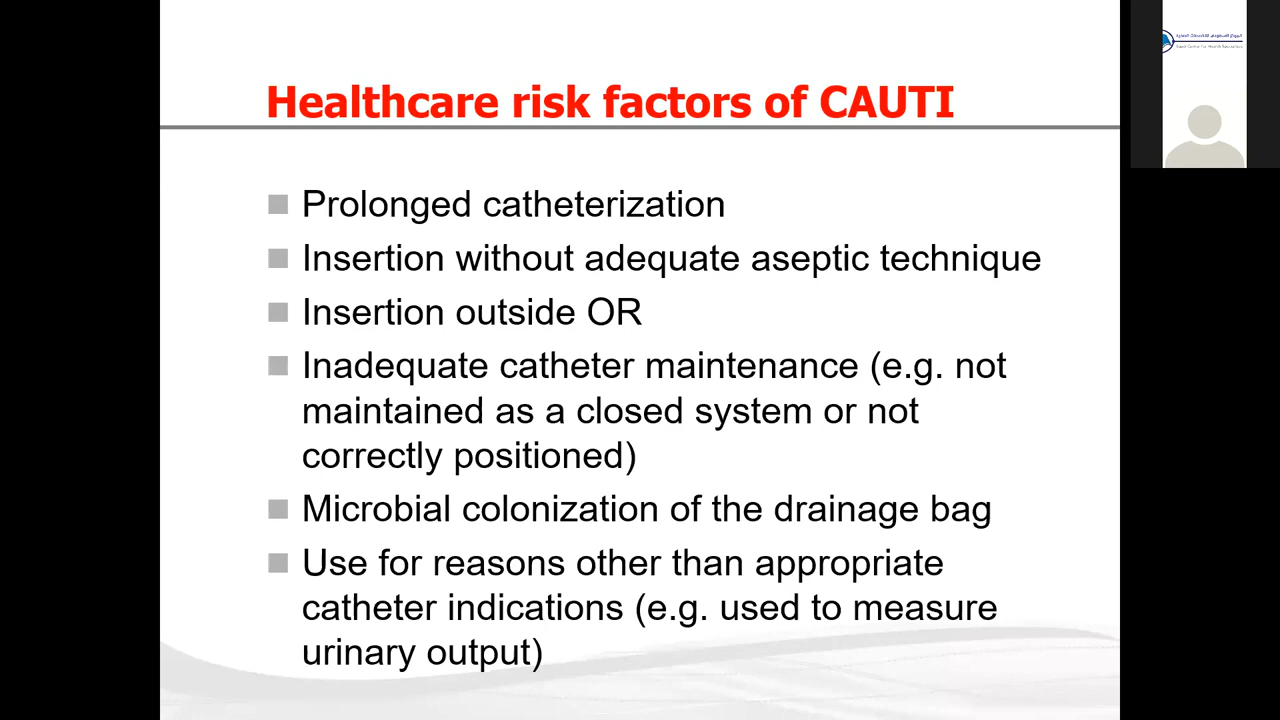 Healthcare risk factors of CAUTI
Prolonged catheterization
Insertion without adequate aseptic technique
Insertion outside OR
Inadequate catheter maintenance (e.g. not
maintained as a closed system or not
correctly positioned)
Microbial colonization of the drainage bag
Use for reasons other than appropriate
catheter indications (e.g. used to measure
urinary output)